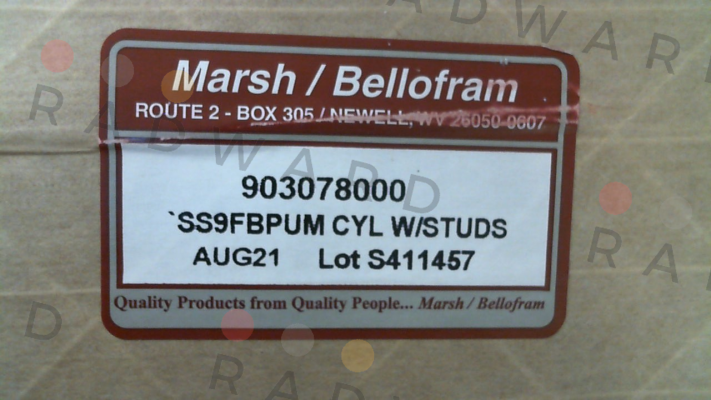 Marsh / Bellofram
ROUTE 2 - BOX 305 / NEWELL, WV 26050-0607
903078000
`SS9FBPUM CYL W/STUDS
AUG21 Lot S411457
Quality Products from Quality People... Marsh / Bellofram
RADWARD